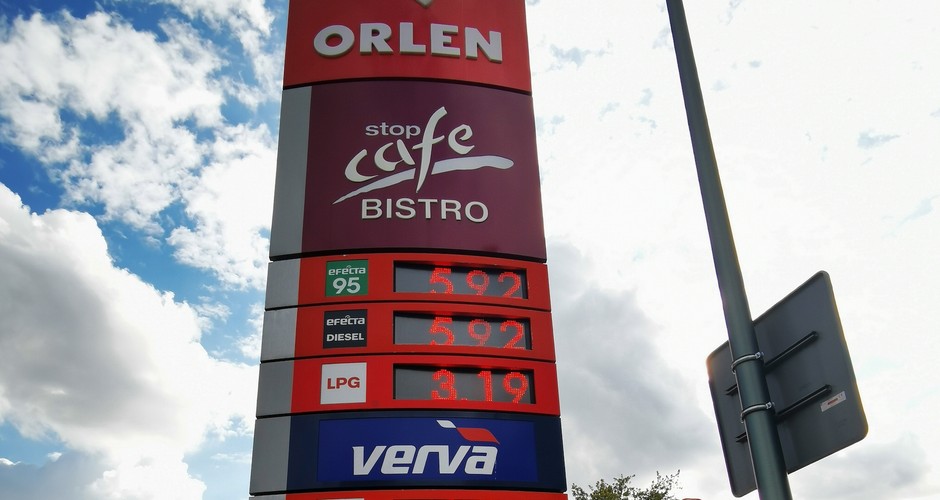 ORLEN
stop
cafe
BISTRO
efecta
95
5.92
efecta
DIESEL
5.92
LPG
3.19
verva